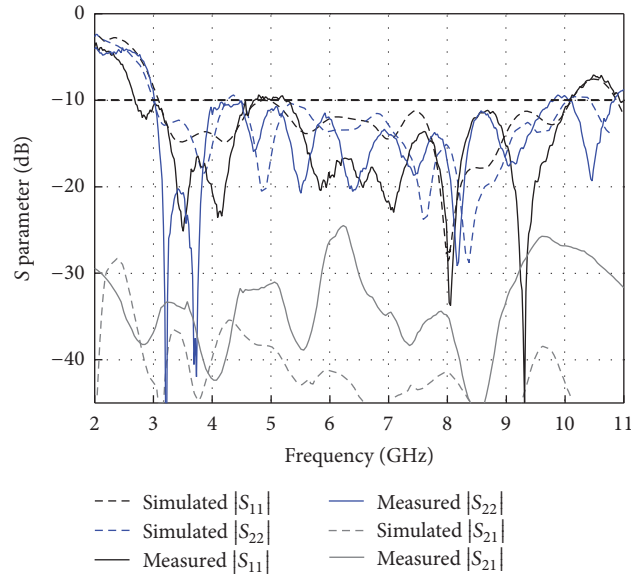 0
−10
−20
−30
−40
S parameter (dB)
2 3 4 5 6 7 8 9 10 11
Frequency (GHz)
Simulated |S₁₁|
Simulated |S₂₂|
Measured |S₁₁|
Measured |S₂₂|
Simulated |S₂₁|
Measured |S₂₁|